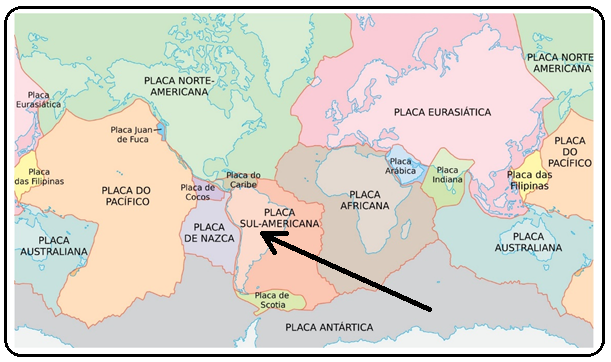 PLACA NORTE-
AMERICANA
PLACA NORTE
AMERICANA
Placa
Eurasiática
PLACA EURASIÁTICA
Placa Juan
de Fuca
PLACA
DO
PACÍFICO
Placa
das Filipinas
Placa do
Caribe
Placa
Arábica
Placa
Indiana
Placa das
Filipinas
PLACA DO
PACÍFICO
Placa de
Cocos
PLACA
SUL-AMERICANA
PLACA
AFRICANA
PLACA
DE NAZCA
PLACA
AUSTRALIANA
PLACA
AUSTRALIANA
Placa de
Scotia
PLACA ANTÁRTICA